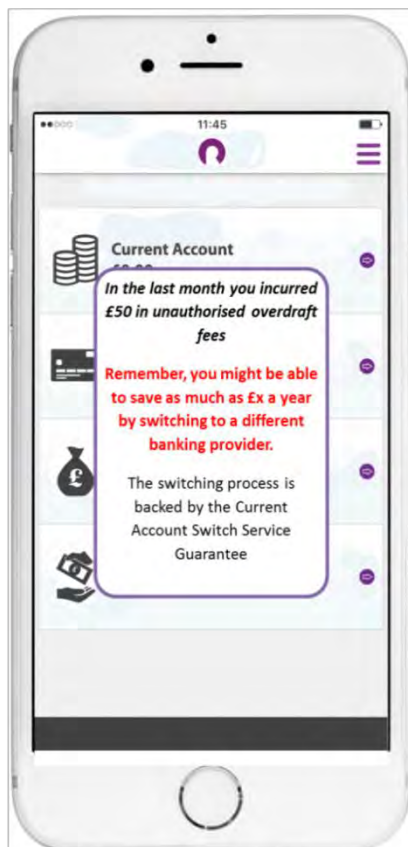 11:45
Current Account
In the last month you incurred
£50 in unauthorised overdraft
fees
Remember, you might be able
to save as much as £x a year
by switching to a different
banking provider.
The switching process is
backed by the Current
Account Switch Service
Guarantee
£